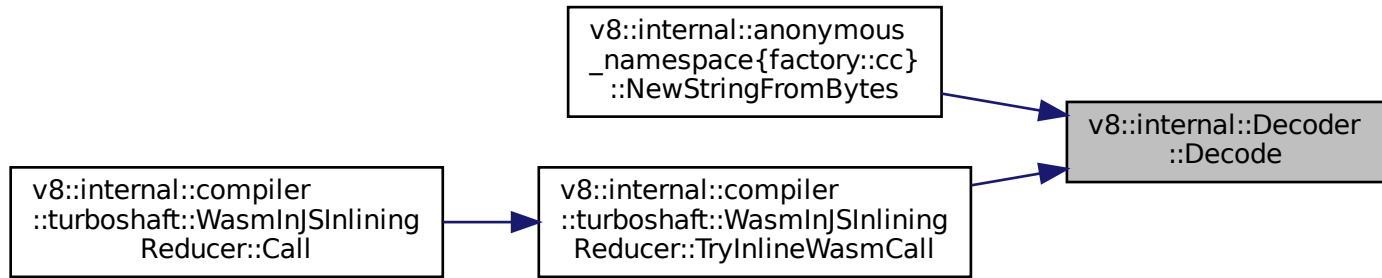 v8::internal::anonymous
_namespace{factory::cc}
::NewStringFromBytes
v8::internal::Decoder
::Decode
v8::internal::compiler
::turboshaft::WasmInJSInlining
Reducer::Call
v8::internal::compiler
::turboshaft::WasmInJSInlining
Reducer::TryInlineWasmCall